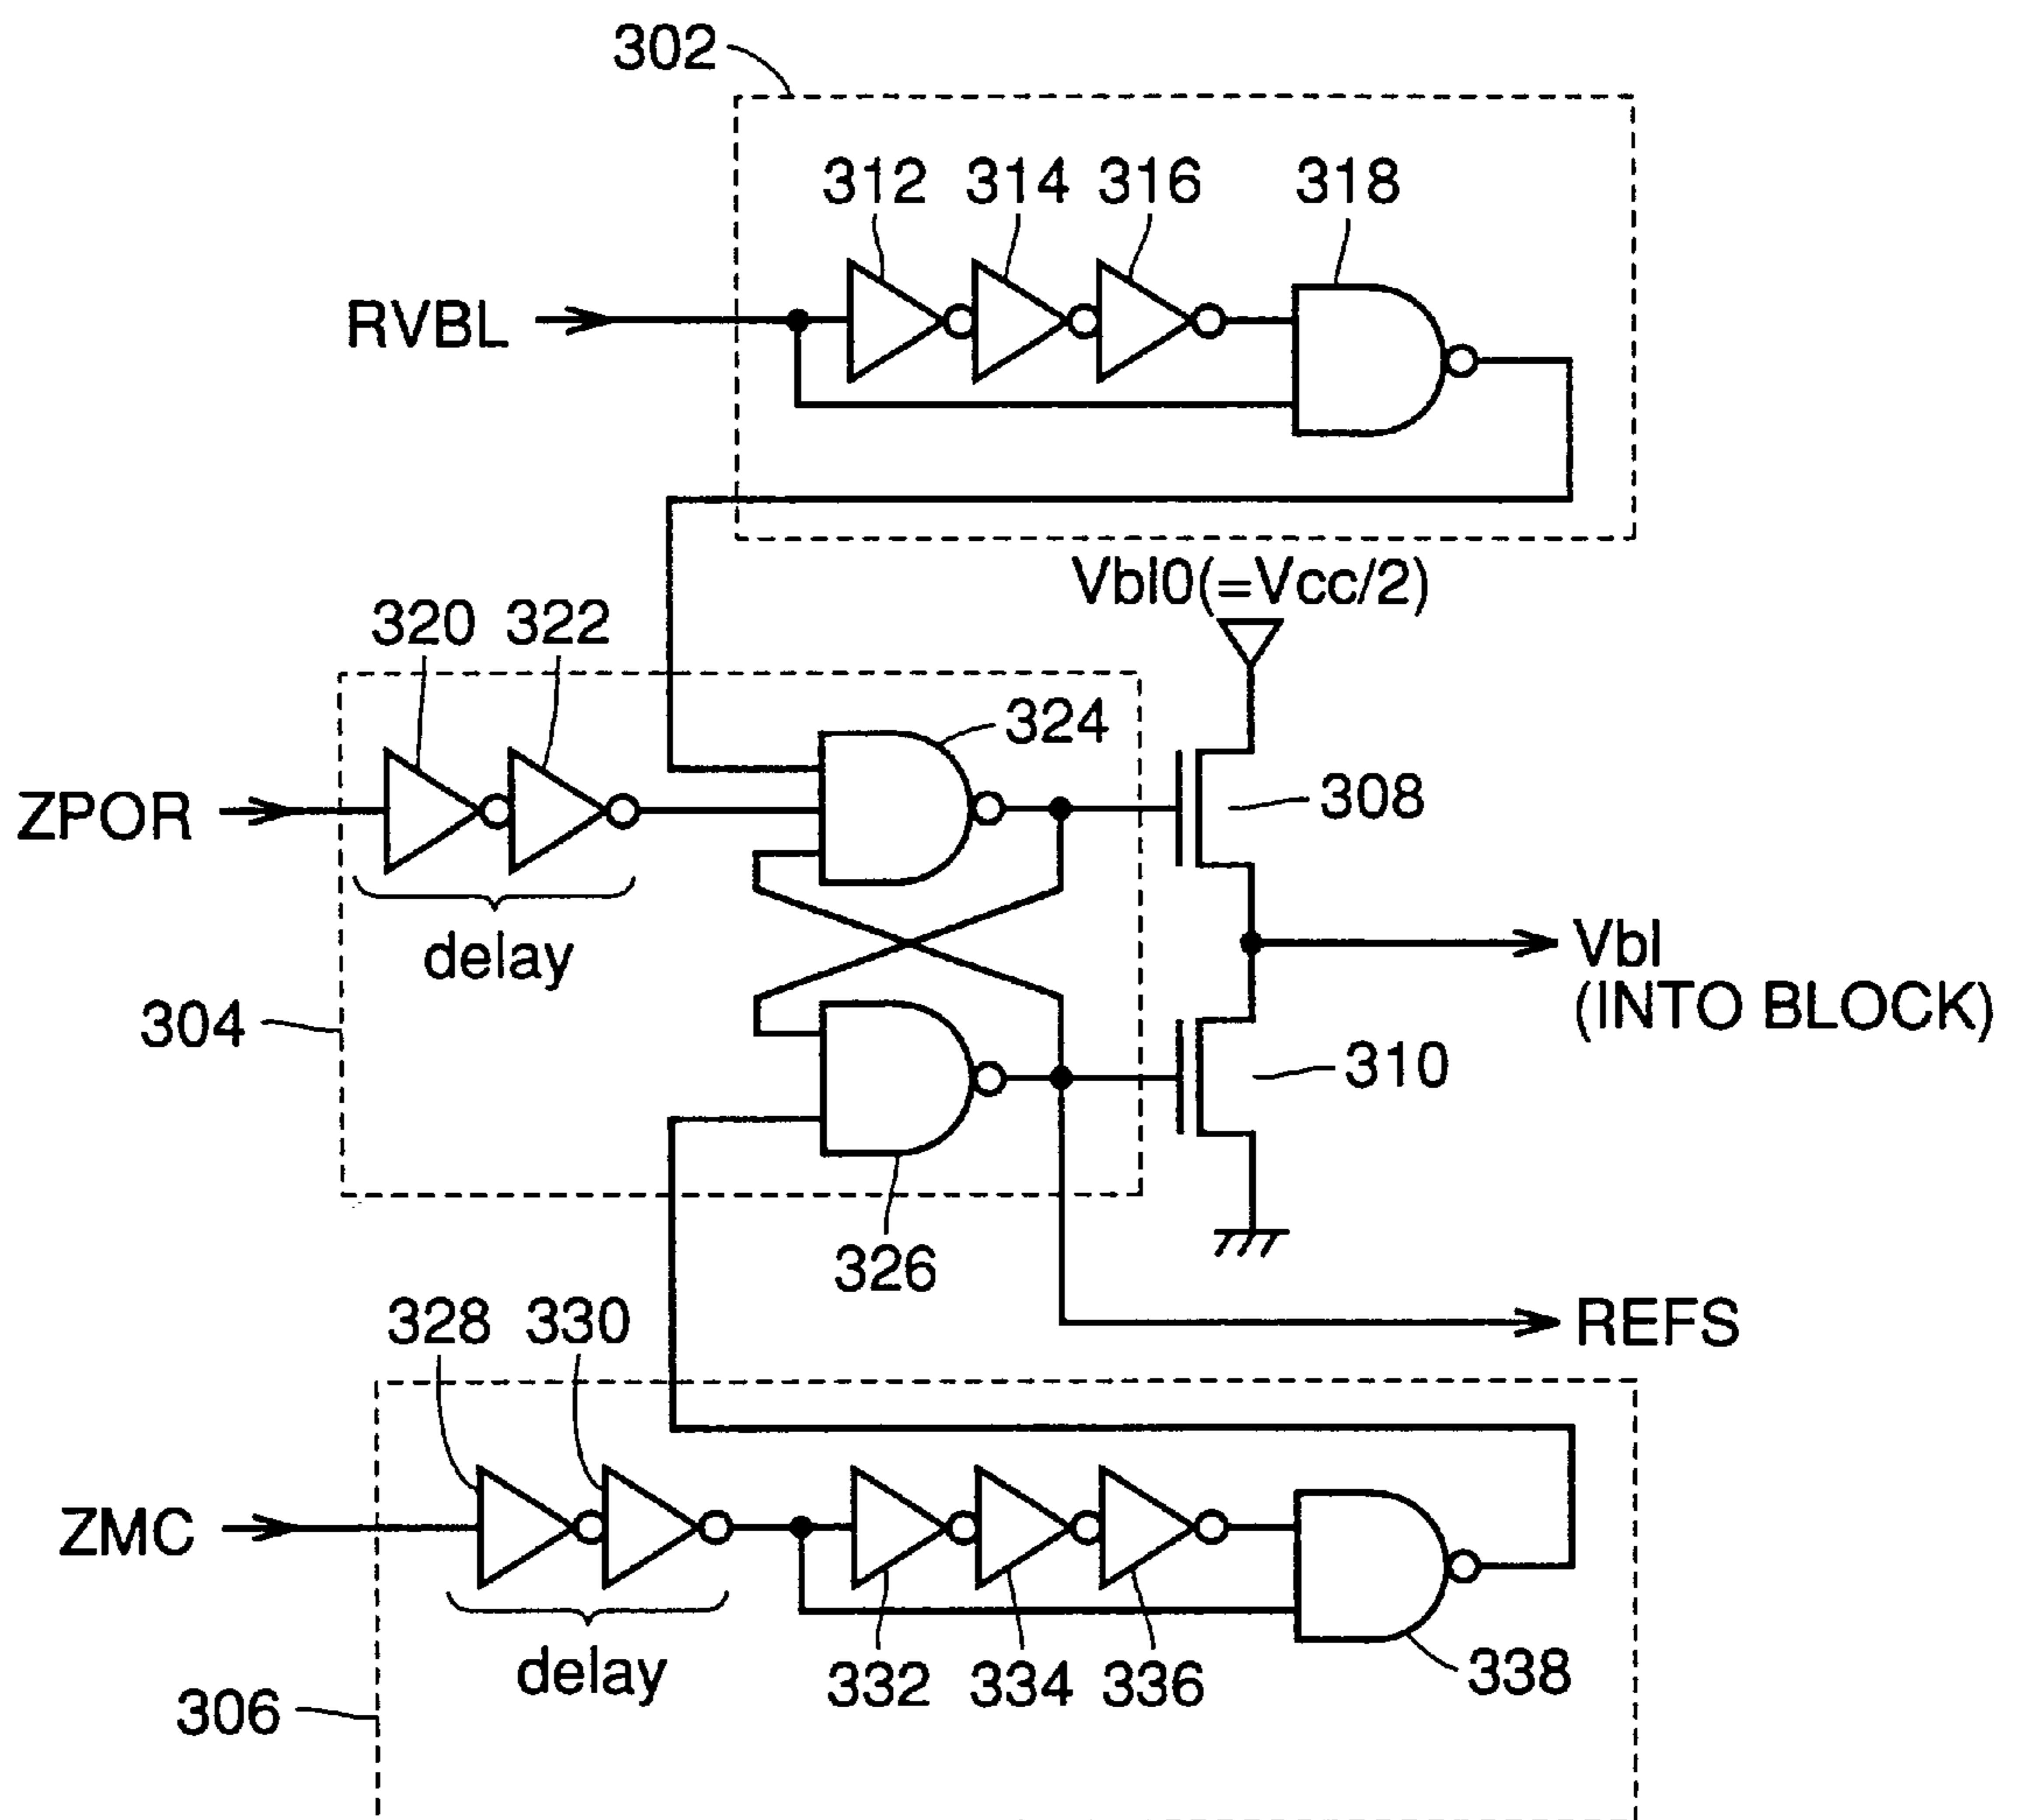 302
312 314 316 318
RVBL
Vbl0(=Vcc/2)
320 322
324
308
ZPOR
delay
Vbl
(INTO BLOCK)
304
310
326
328 330
REFS
ZMC
delay
332 334 336 338
306